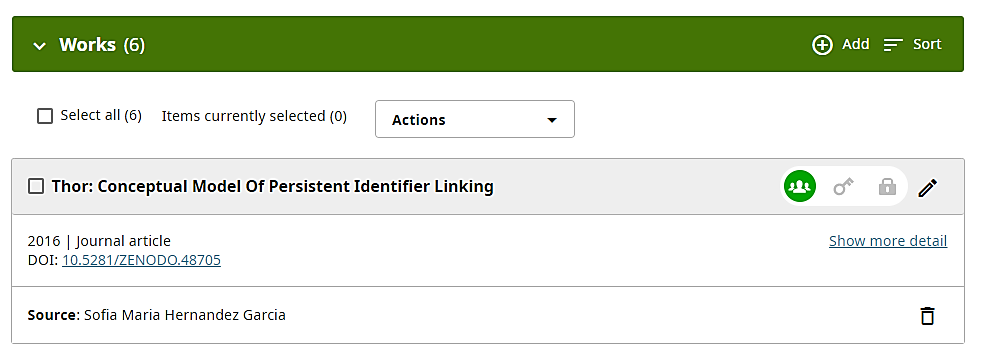 Works (6)
Add
Sort
Select all (6)
Items currently selected (0)
Actions
Thor: Conceptual Model Of Persistent Identifier Linking
2016 | Journal article
Show more detail
DOI: 10.5281/ZENODO.48705
Source: Sofia Maria Hernandez Garcia